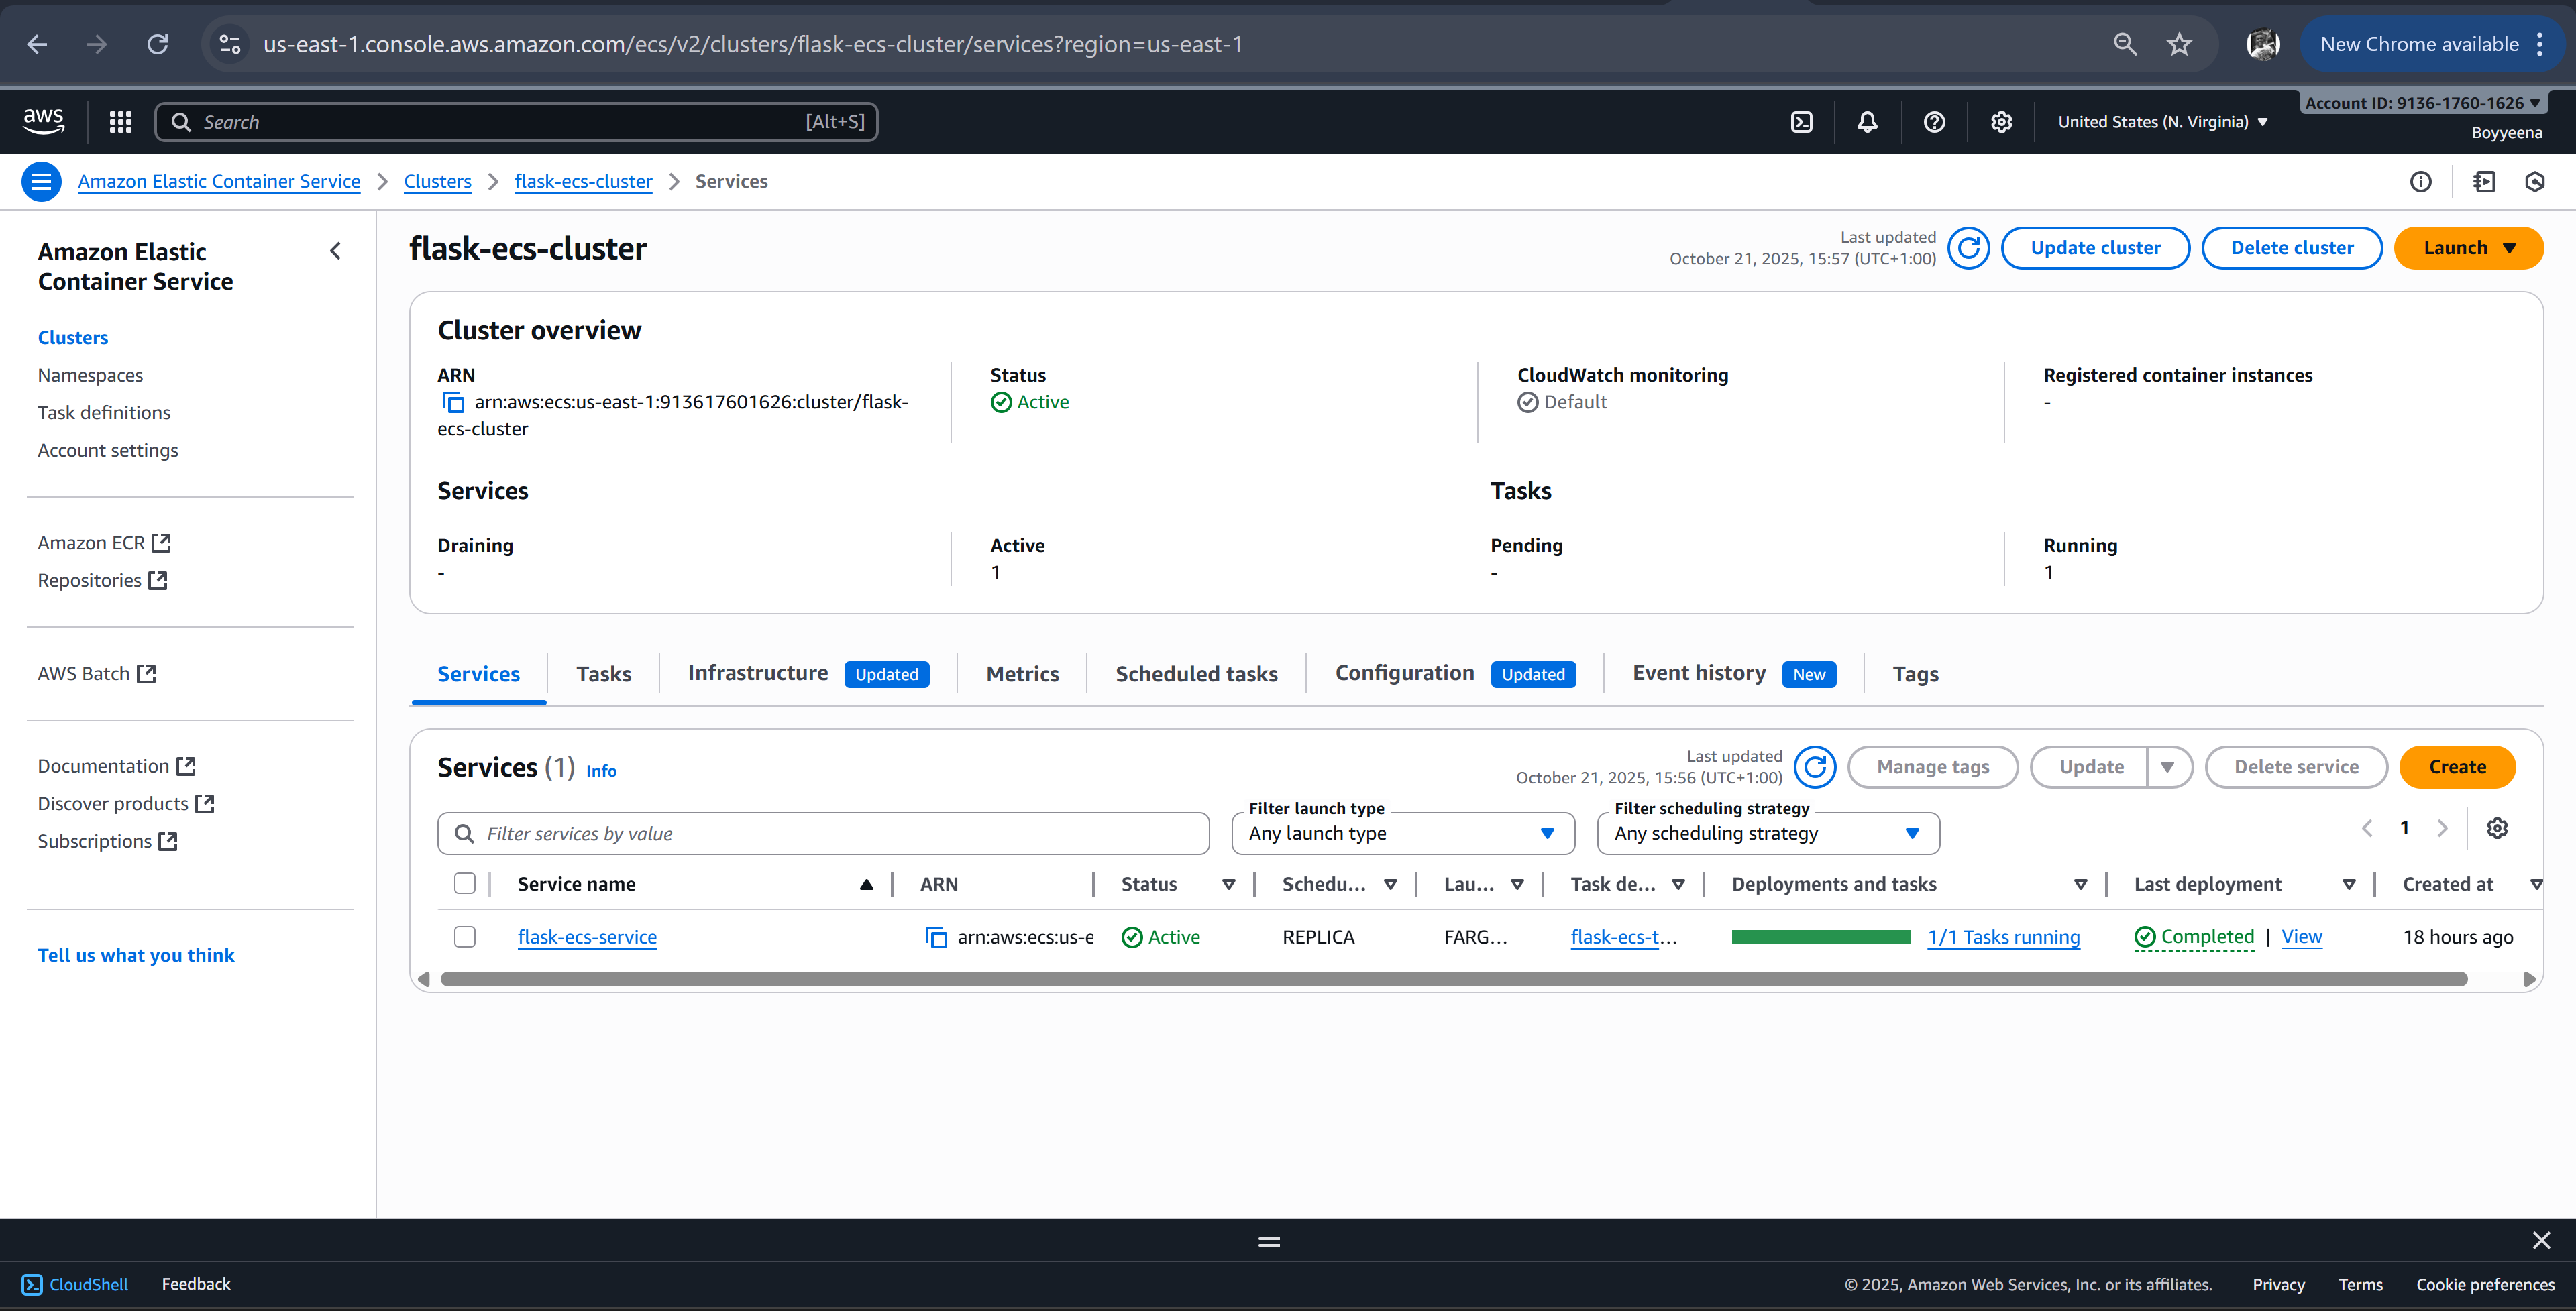 us-east-1.console.aws.amazon.com/ecs/v2/clusters/flask-ecs-cluster/services?region=us-east-1
New Chrome available
aws
Search
[Alt+S]
United States (N. Virginia)
Account ID: 9136-1760-1626
Boyyeena
Amazon Elastic Container Service
Clusters
flask-ecs-cluster
Services
Amazon Elastic
Container Service
Clusters
Namespaces
Task definitions
Account settings
Amazon ECR
Repositories
AWS Batch
Documentation
Discover products
Subscriptions
Tell us what you think
flask-ecs-cluster
Last updated
October 21, 2025, 15:57 (UTC+1:00)
Update cluster
Delete cluster
Launch
Cluster overview
ARN
arn:aws:ecs:us-east-1:913617601626:cluster/flask-
ecs-cluster
Status
Active
CloudWatch monitoring
Default
Registered container instances
-
Services
Tasks
Draining
-
Active
1
Pending
-
Running
1
Services
Tasks
Infrastructure Updated
Metrics
Scheduled tasks
Configuration Updated
Event history New
Tags
Services (1) Info
Last updated
October 21, 2025, 15:56 (UTC+1:00)
Manage tags
Update
Delete service
Create
Filter services by value
Filter launch type
Any launch type
Filter scheduling strategy
Any scheduling strategy
1
Service name ARN Status Schedu... Lau... Task de... Deployments and tasks Last deployment Created at
flask-ecs-service arn:aws:ecs:us-e Active REPLICA FARG... flask-ecs-t... 1/1 Tasks running Completed | View 18 hours ago
CloudShell
Feedback
© 2025, Amazon Web Services, Inc. or its affiliates.
Privacy
Terms
Cookie preferences